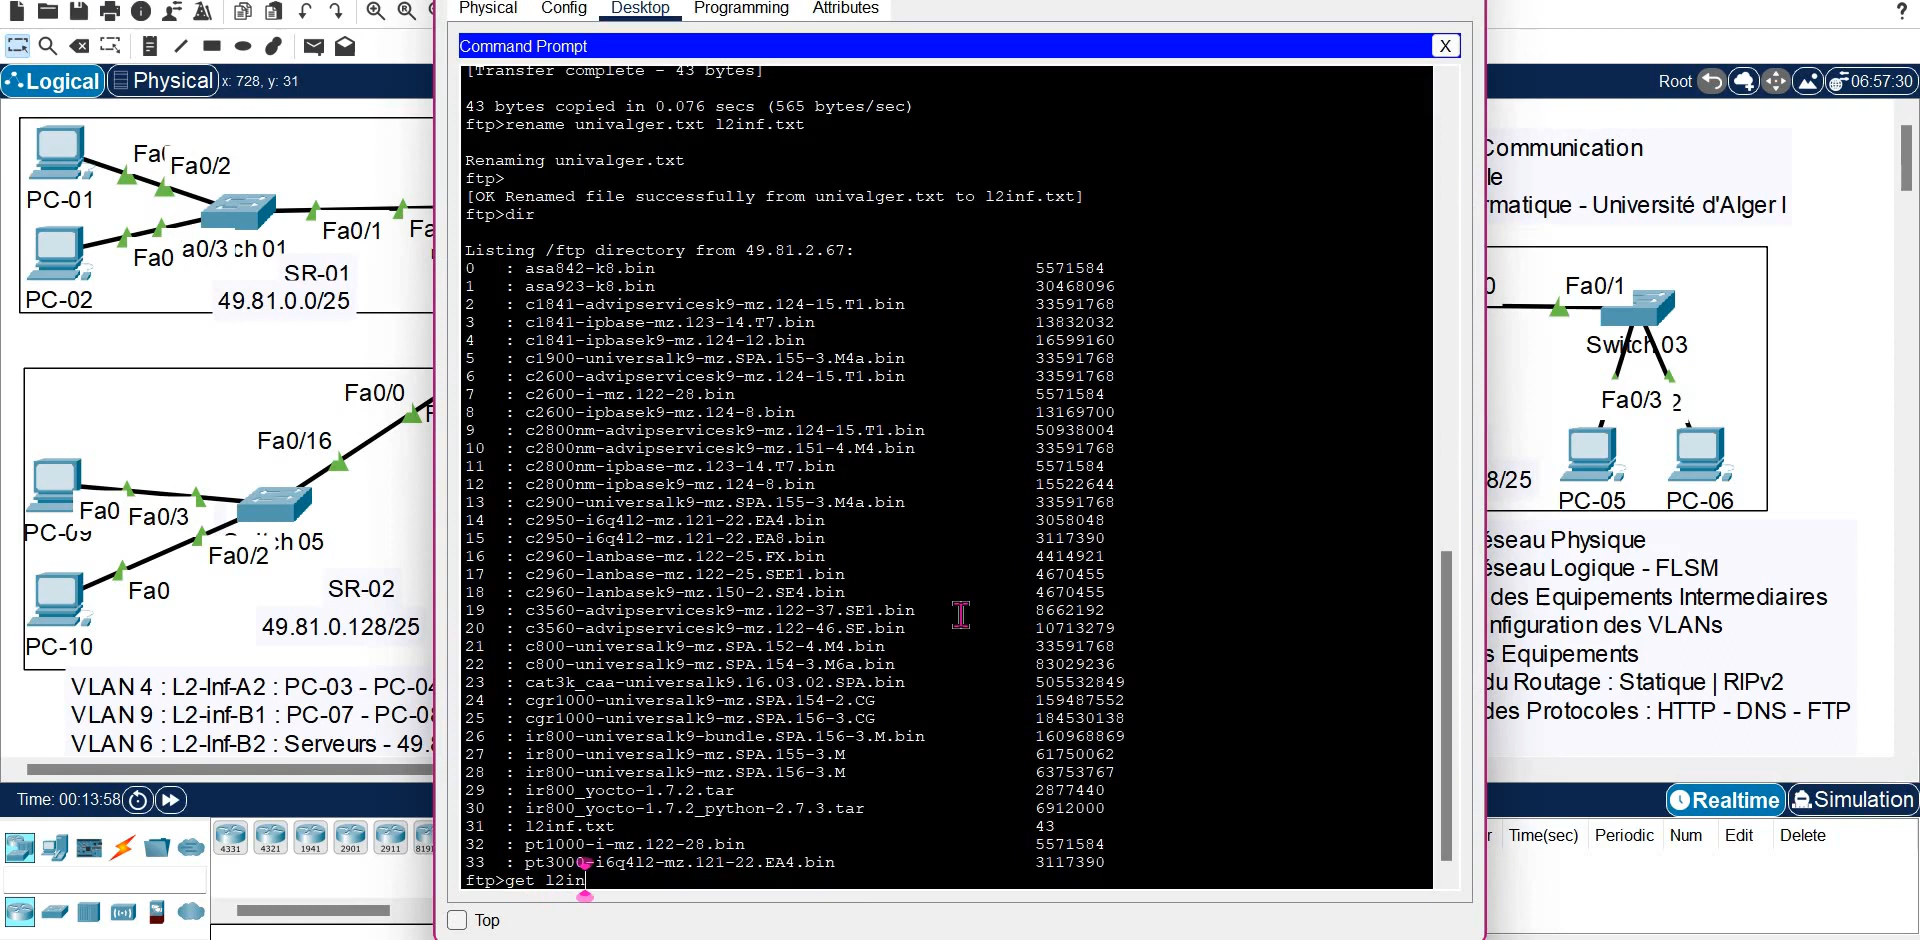 Physical Config Desktop Programming Attributes
Command Prompt X
?
Logical Physical x: 728, y: 31
Root 06:57:30
[Transfer complete - 43 bytes]
43 bytes copied in 0.076 secs (565 bytes/sec)
ftp>rename univalger.txt l2inf.txt
Renaming univalger.txt
ftp>
[OK Renamed file successfully from univalger.txt to l2inf.txt]
ftp>dir
Listing /ftp directory from 49.81.2.67:
0 : asa842-k8.bin 5571584
1 : asa923-k8.bin 30468096
2 : c1841-advipservicesk9-mz.124-15.T1.bin 33591768
3 : c1841-ipbase-mz.123-14.T7.bin 13832032
4 : c1841-ipbasek9-mz.124-12.bin 16599160
5 : c1900-universalk9-mz.SPA.155-3.M4a.bin 33591768
6 : c2600-advipservicesk9-mz.124-15.T1.bin 33591768
7 : c2600-i-mz.122-28.bin 5571584
8 : c2600-ipbasek9-mz.124-8.bin 13169700
9 : c2800nm-advipservicesk9-mz.124-15.T1.bin 50938004
10 : c2800nm-advipservicesk9-mz.151-4.M4.bin 33591768
11 : c2800nm-ipbase-mz.123-14.T7.bin 5571584
12 : c2800nm-ipbasek9-mz.124-8.bin 15522644
13 : c2900-universalk9-mz.SPA.155-3.M4a.bin 33591768
14 : c2950-i6q4l2-mz.121-22.EA4.bin 3058048
15 : c2950-i6q4l2-mz.121-22.EA8.bin 3117390
16 : c2960-lanbase-mz.122-25.FX.bin 4414921
17 : c2960-lanbase-mz.122-25.SEE1.bin 4670455
18 : c2960-lanbasek9-mz.150-2.SE4.bin 4670455
19 : c3560-advipservicesk9-mz.122-37.SE1.bin 8662192
20 : c3560-advipservicesk9-mz.122-46.SE.bin 10713279
21 : c800-universalk9-mz.SPA.152-4.M4.bin 33591768
22 : c800-universalk9-mz.SPA.154-3.M6a.bin 83029236
23 : cat3k_caa-universalk9.16.03.02.SPA.bin 505532849
24 : cgr1000-universalk9-mz.SPA.154-2.CG 159487552
25 : cgr1000-universalk9-mz.SPA.156-3.CG 184530138
26 : ir800-universalk9-bundle.SPA.156-3.M.bin 160968869
27 : ir800-universalk9-mz.SPA.155-3.M 61750062
28 : ir800-universalk9-mz.SPA.156-3.M 63753767
29 : ir800_yocto-1.7.2.tar 2877440
30 : ir800_yocto-1.7.2_python-2.7.3.tar 6912000
31 : l2inf.txt 43
32 : pt1000-i-mz.122-28.bin 5571584
33 : pt3000-i6q4l2-mz.121-22.EA4.bin 3117390
ftp>get l2in
Top
Fa0/2
PC-01
Fa0/1 Fa
Fa0 a0/3 ch 01
SR-01
PC-02 49.81.0.0/25
Fa0/0
Fa0/16
Fa0 Fa0/3
PC-09
ch 05
Fa0/2
Fa0 SR-02
49.81.0.128/25
PC-10
VLAN 4 : L2-Inf-A2 : PC-03 - PC-04
VLAN 9 : L2-inf-B1 : PC-07 - PC-08
VLAN 6 : L2-Inf-B2 : Serveurs - 49.8
Communication
le
rmatique - Université d'Alger I
0 Fa0/1
Switch 03
Fa0/3 2
8/25
PC-05 PC-06
éseau Physique
éseau Logique - FLSM
des Equipements Intermediaires
nfiguration des VLANs
s Equipements
du Routage : Statique | RIPv2
des Protocoles : HTTP - DNS - FTP
Time: 00:13:58
Realtime Simulation
r Time(sec) Periodic Num Edit Delete
4331 4321 1941 2901 2911